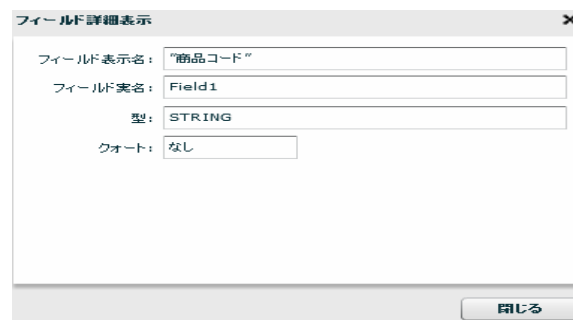 フィールド詳細表示
フィールド表示名: "商品コード"
フィールド実名: Field1
型: STRING
クォート: なし
閉じる